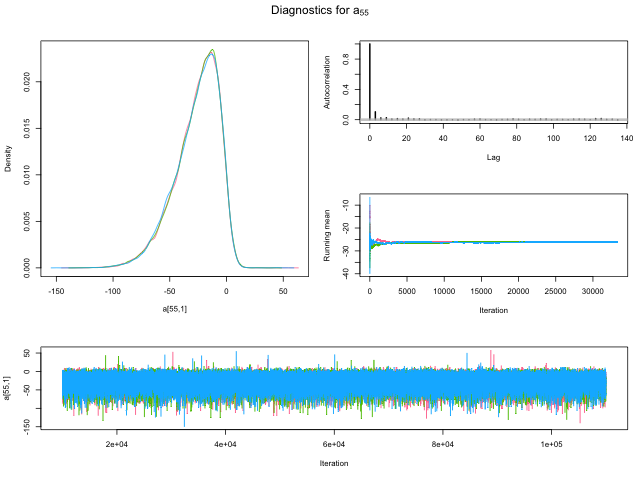 Diagnostics for a55
Density
0.000 0.005 0.010 0.015 0.020
-150 -100 -50 0 50
a[55,1]
Autocorrelation
0.0 0.4 0.8
0 20 40 60 80 100 120 140
Lag
Running mean
-40 -30 -20 -10
0 5000 10000 15000 20000 25000 30000
Iteration
a[55,1]
-150 -50 0 50
2e+04 4e+04 6e+04 8e+04 1e+05
Iteration